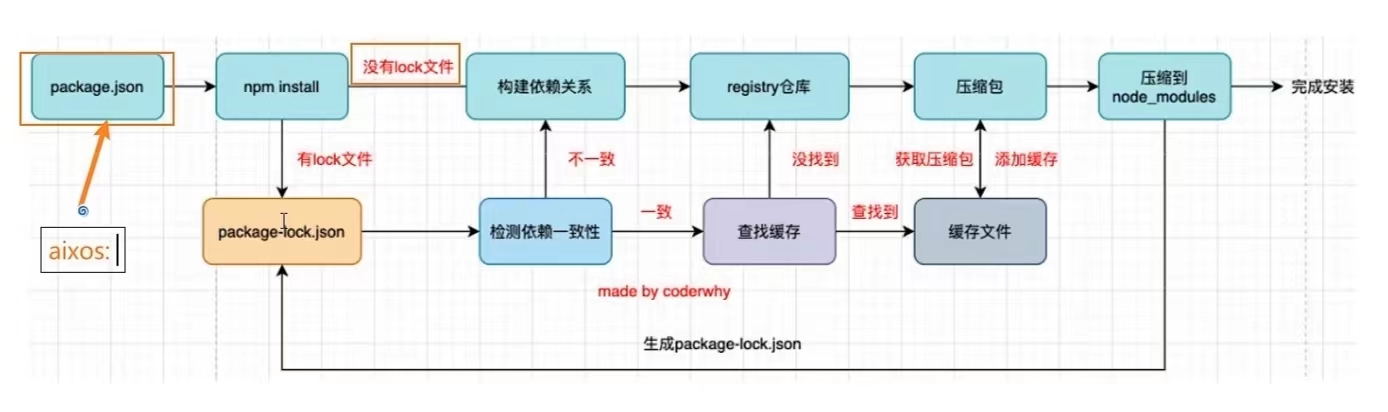 没有lock文件
package.json
npm install
构建依赖关系
registry仓库
压缩包
压缩到
node_modules
完成安装
有lock文件
不一致
没找到
获取压缩包
添加缓存
aixos:
package-lock.json
检测依赖一致性
一致
查找缓存
查找到
缓存文件
made by coderwhy
生成package-lock.json